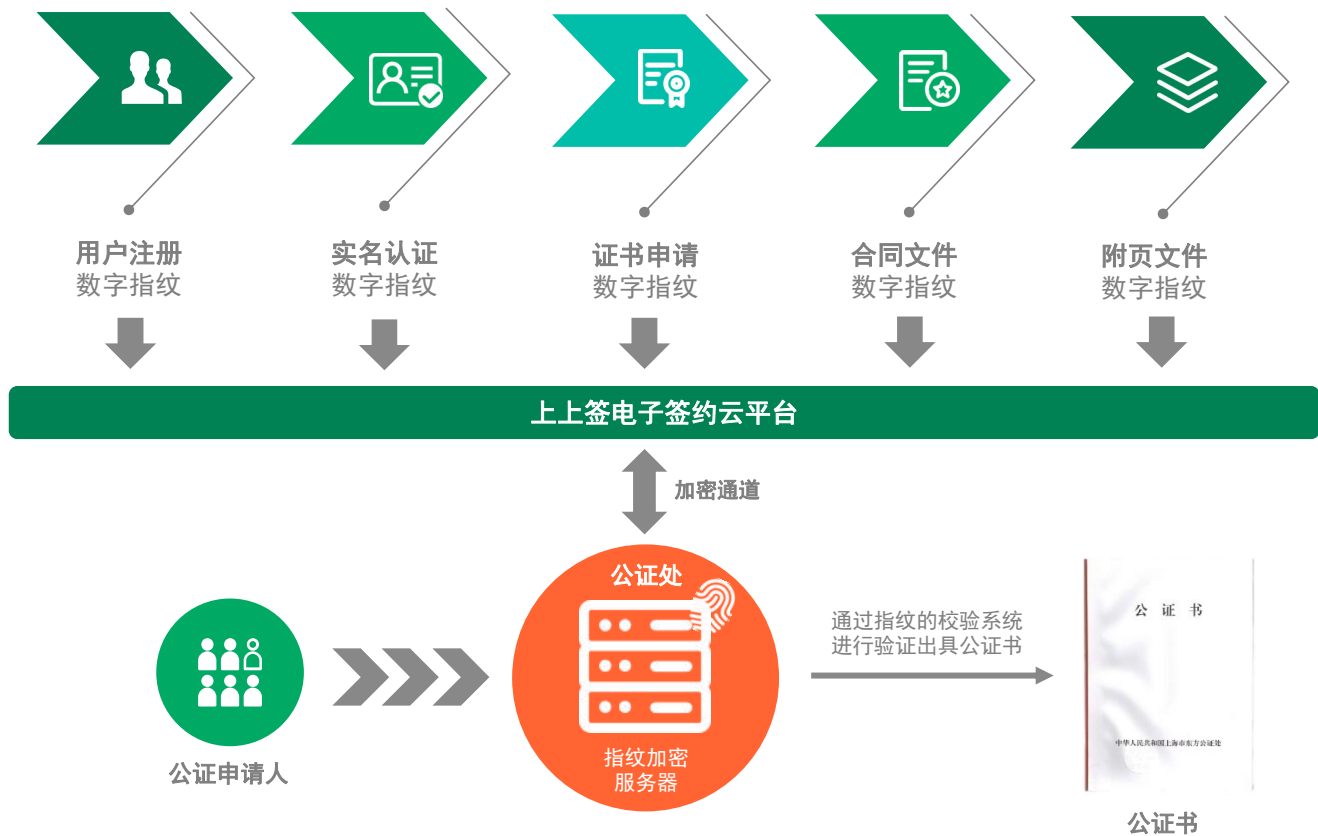 用户注册
数字指纹
实名认证
数字指纹
证书申请
数字指纹
合同文件
数字指纹
附页文件
数字指纹
上上签电子签约云平台
加密通道
公证处
指纹加密
服务器
公证申请人
通过指纹的校验系统
进行验证出具公证书
公 证 书
中华人民共和国上海市东方公证处
公证书